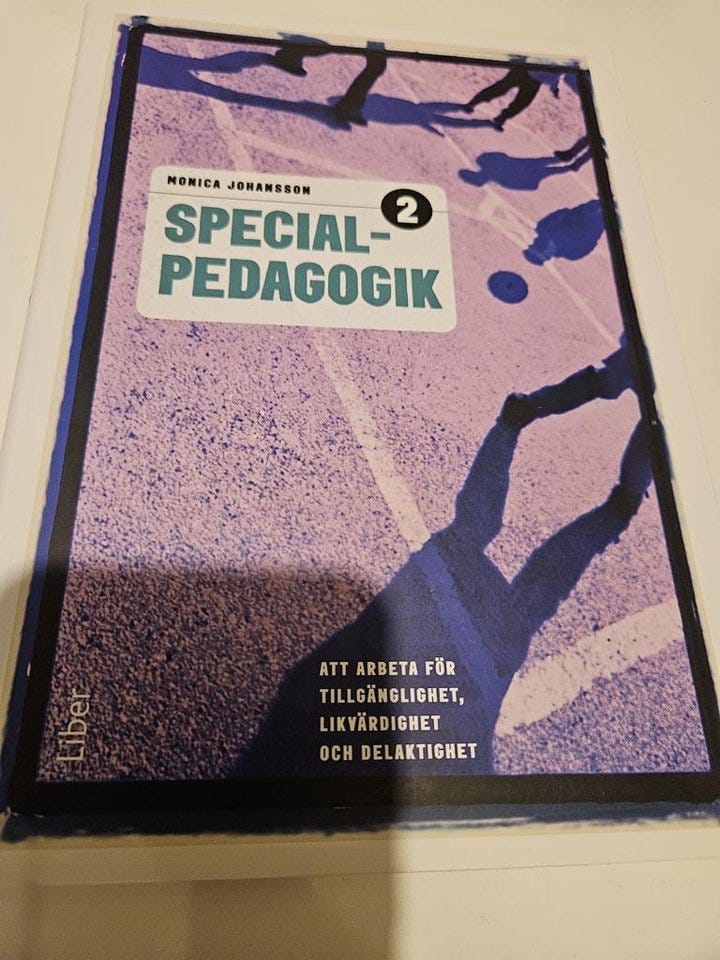 MONICA JOHANSSON
2
SPECIAL-
PEDAGOGIK
ATT ARBETA FÖR
TILLGÄNGLIGHET,
LIKVÄRDIGHET
OCH DELAKTIGHET
Liber